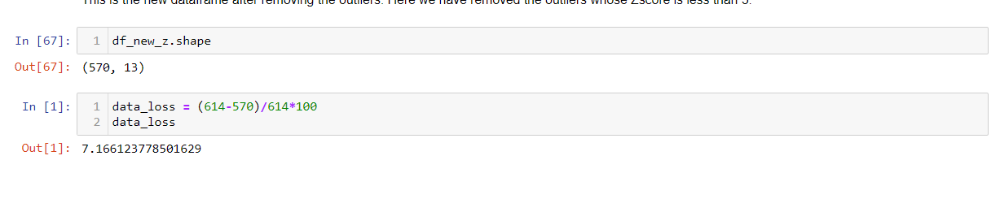 This is the new dataframe after removing the outliers. Here we have removed the outliers whose Zscore is less than 3.
In [67]: 1 df_new_z.shape
Out[67]: (570, 13)
In [1]: 1 data_loss = (614-570)/614*100
2 data_loss
Out[1]: 7.166123778501629